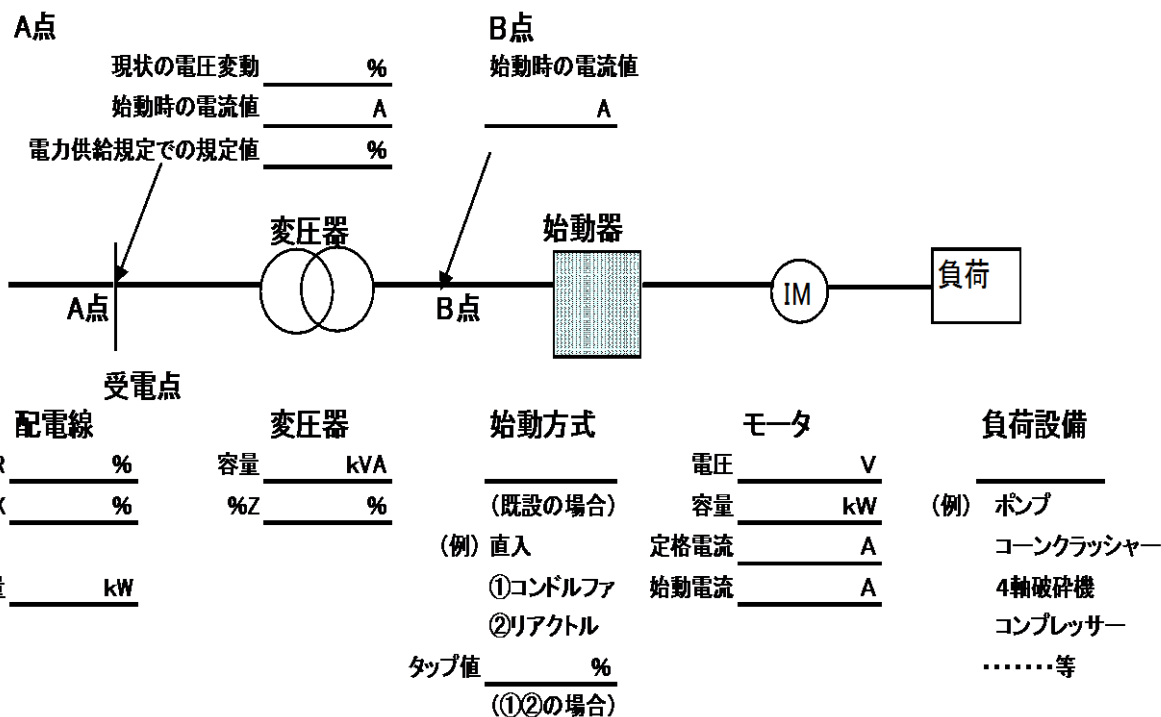 A点
現状の電圧変動 %
始動時の電流値 A
電力供給規定での規定値 %
B点
始動時の電流値
A
変圧器
始動器
IM
負荷
A点
B点
受電点
配電線
R %
X %
量 kW
変圧器
容量 kVA
%Z %
始動方式
(既設の場合)
(例) 直入
①コンドルファ
②リアクトル
タップ値 %
(①②の場合)
モータ
電圧 V
容量 kW
定格電流 A
始動電流 A
負荷設備
(例) ポンプ
コーンクラッシャー
4軸破砕機
コンプレッサー
・・・・・・・等